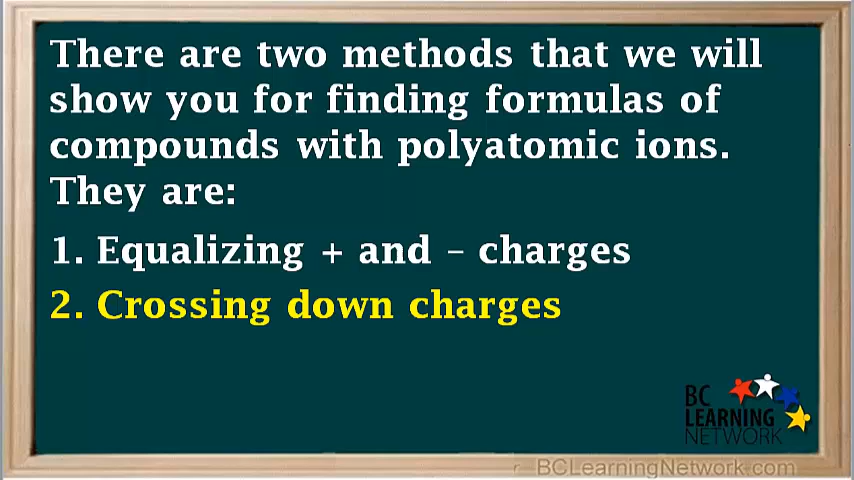 There are two methods that we will
show you for finding formulas of
compounds with polyatomic ions.
They are:
1. Equalizing + and – charges
2. Crossing down charges
BC
LEARNING
NETWORK
BCLearningNetwork.com